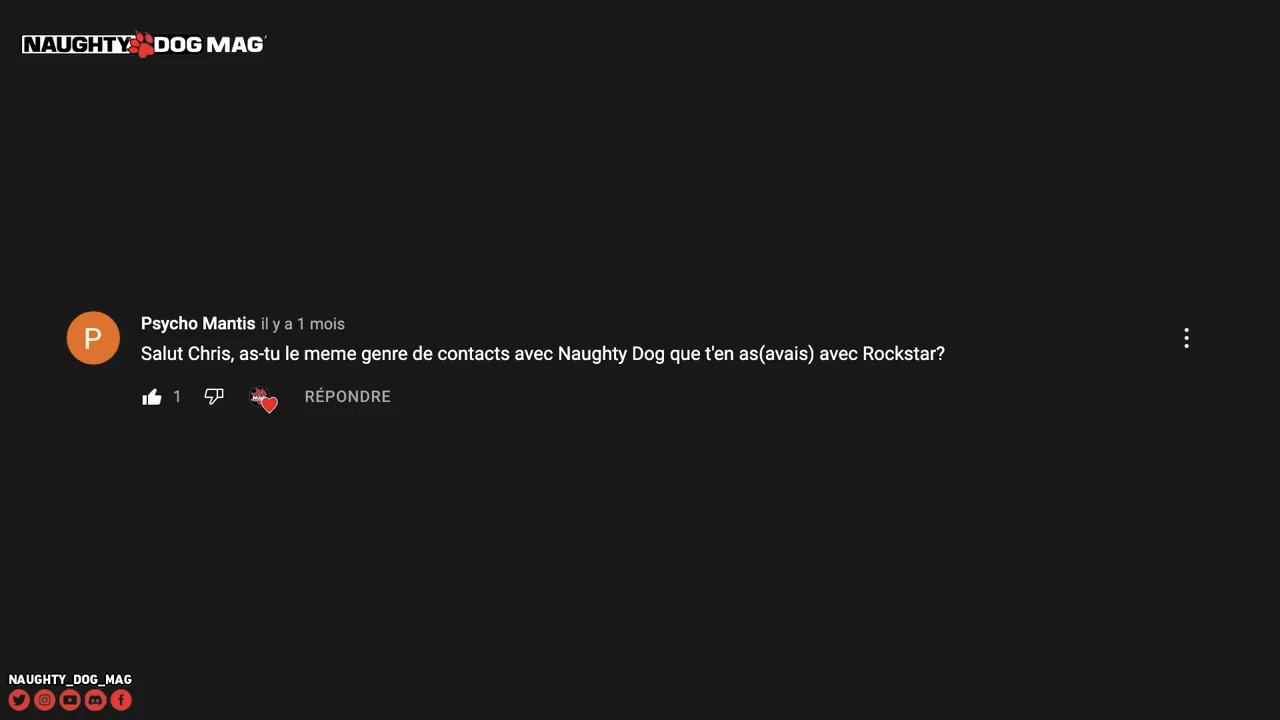 NAUGHTY DOG MAG
P
Psycho Mantis il y a 1 mois
Salut Chris, as-tu le meme genre de contacts avec Naughty Dog que t'en as(avais) avec Rockstar?
1 RÉPONDRE
NAUGHTY_DOG_MAG